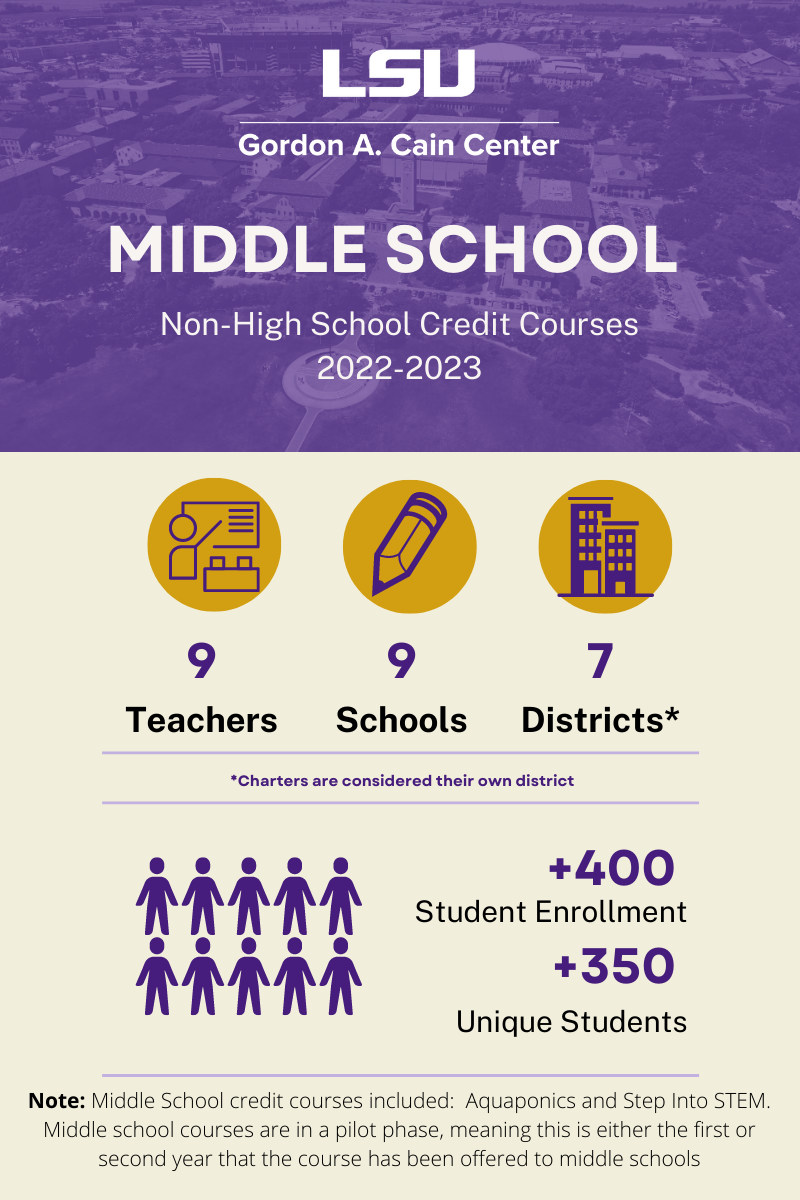 LSU
Gordon A. Cain Center
MIDDLE SCHOOL
Non-High School Credit Courses
2022-2023
9
Teachers
9
Schools
7
Districts*
*Charters are considered their own district
+400
Student Enrollment
+350
Unique Students
Note: Middle School credit courses included:  Aquaponics and Step Into STEM.
Middle school courses are in a pilot phase, meaning this is either the first or
second year that the course has been offered to middle schools